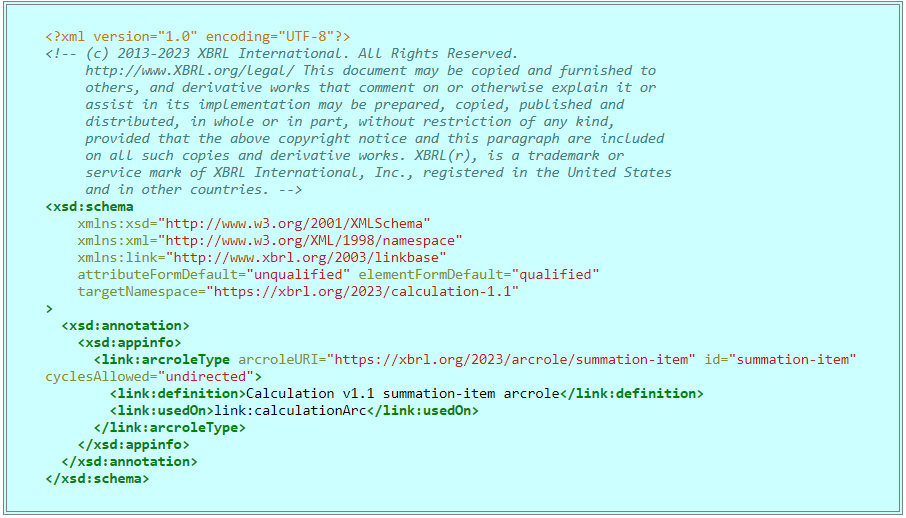 <?xml version="1.0" encoding="UTF-8"?>
<!-- (c) 2013-2023 XBRL International. All Rights Reserved.
     http://www.XBRL.org/legal/ This document may be copied and furnished to
     others, and derivative works that comment on or otherwise explain it or
     assist in its implementation may be prepared, copied, published and
     distributed, in whole or in part, without restriction of any kind,
     provided that the above copyright notice and this paragraph are included
     on all such copies and derivative works. XBRL(r), is a trademark or
     service mark of XBRL International, Inc., registered in the United States
     and in other countries. -->
<xsd:schema
    xmlns:xsd="http://www.w3.org/2001/XMLSchema"
    xmlns:xml="http://www.w3.org/XML/1998/namespace"
    xmlns:link="http://www.xbrl.org/2003/linkbase"
    attributeFormDefault="unqualified" elementFormDefault="qualified"
    targetNamespace="https://xbrl.org/2023/calculation-1.1"
>
  <xsd:annotation>
    <xsd:appinfo>
      <link:arcroleType arcroleURI="https://xbrl.org/2023/arcrole/summation-item" id="summation-item"
cyclesAllowed="undirected">
        <link:definition>Calculation v1.1 summation-item arcrole</link:definition>
        <link:usedOn>link:calculationArc</link:usedOn>
      </link:arcroleType>
    </xsd:appinfo>
  </xsd:annotation>
</xsd:schema>